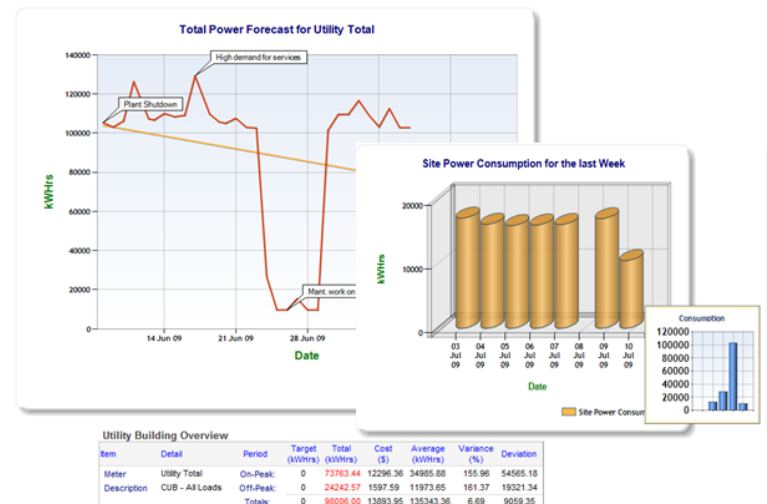 Total Power Forecast for Utility Total
140000
High demand for services
120000
Plant Shutdown
100000
80000
60000
40000
20000
0
kWHrs
Mant. work on
14 Jun 09 21 Jun 09 28 Jun 09
Date
Site Power Consumption for the last Week
20000
10000
0
kWHrs
03 Jul 09 04 Jul 09 05 Jul 09 06 Jul 09 07 Jul 09 09 Jul 09 10 Jul 09
Date
Site Power Consum
Consumption
120000
100000
80000
60000
40000
20000
0
Utility Building Overview
Item Detail Period Target (kWHrs) Total (kWHrs) Cost ($) Average (kWHrs) Variance (%) Deviation
Meter Utility Total On-Peak: 0 73763.44 12296.36 34985.88 155.96 54565.18
Description CUB - All Loads Off-Peak: 0 24242.57 1597.59 11973.65 161.37 19321.34
Totals: 0 98006.00 13893.95 135343.36 6.69 9059.35